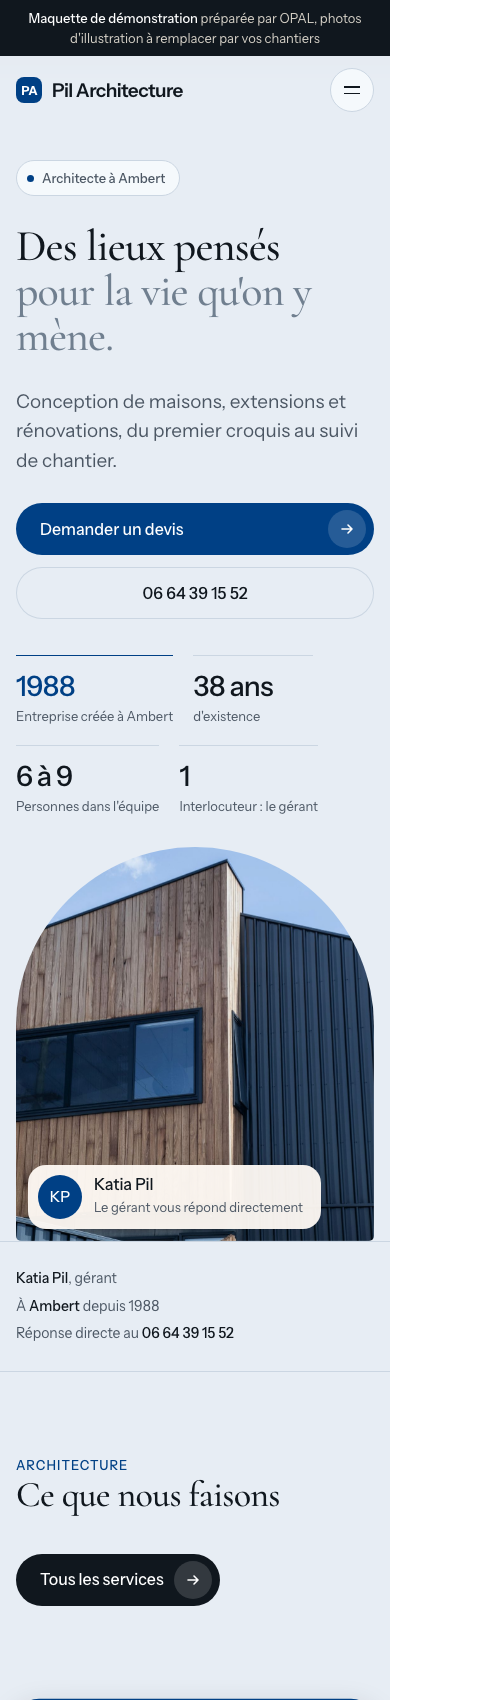 Maquette de démonstration préparée par OPAL, photos
d'illustration à remplacer par vos chantiers
PA Pil Architecture
Architecte à Ambert
Des lieux pensés
pour la vie qu'on y
mène.
Conception de maisons, extensions et
rénovations, du premier croquis au suivi
de chantier.
Demander un devis
06 64 39 15 52
1988
Entreprise créée à Ambert
38 ans
d'existence
6 à 9
Personnes dans l'équipe
1
Interlocuteur : le gérant
KP
Katia Pil
Le gérant vous répond directement
Katia Pil, gérant
À Ambert depuis 1988
Réponse directe au 06 64 39 15 52
ARCHITECTURE
Ce que nous faisons
Tous les services